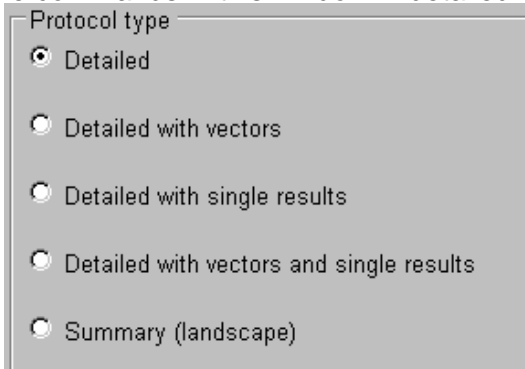 Protocol type
Detailed
Detailed with vectors
Detailed with single results
Detailed with vectors and single results
Summary (landscape)